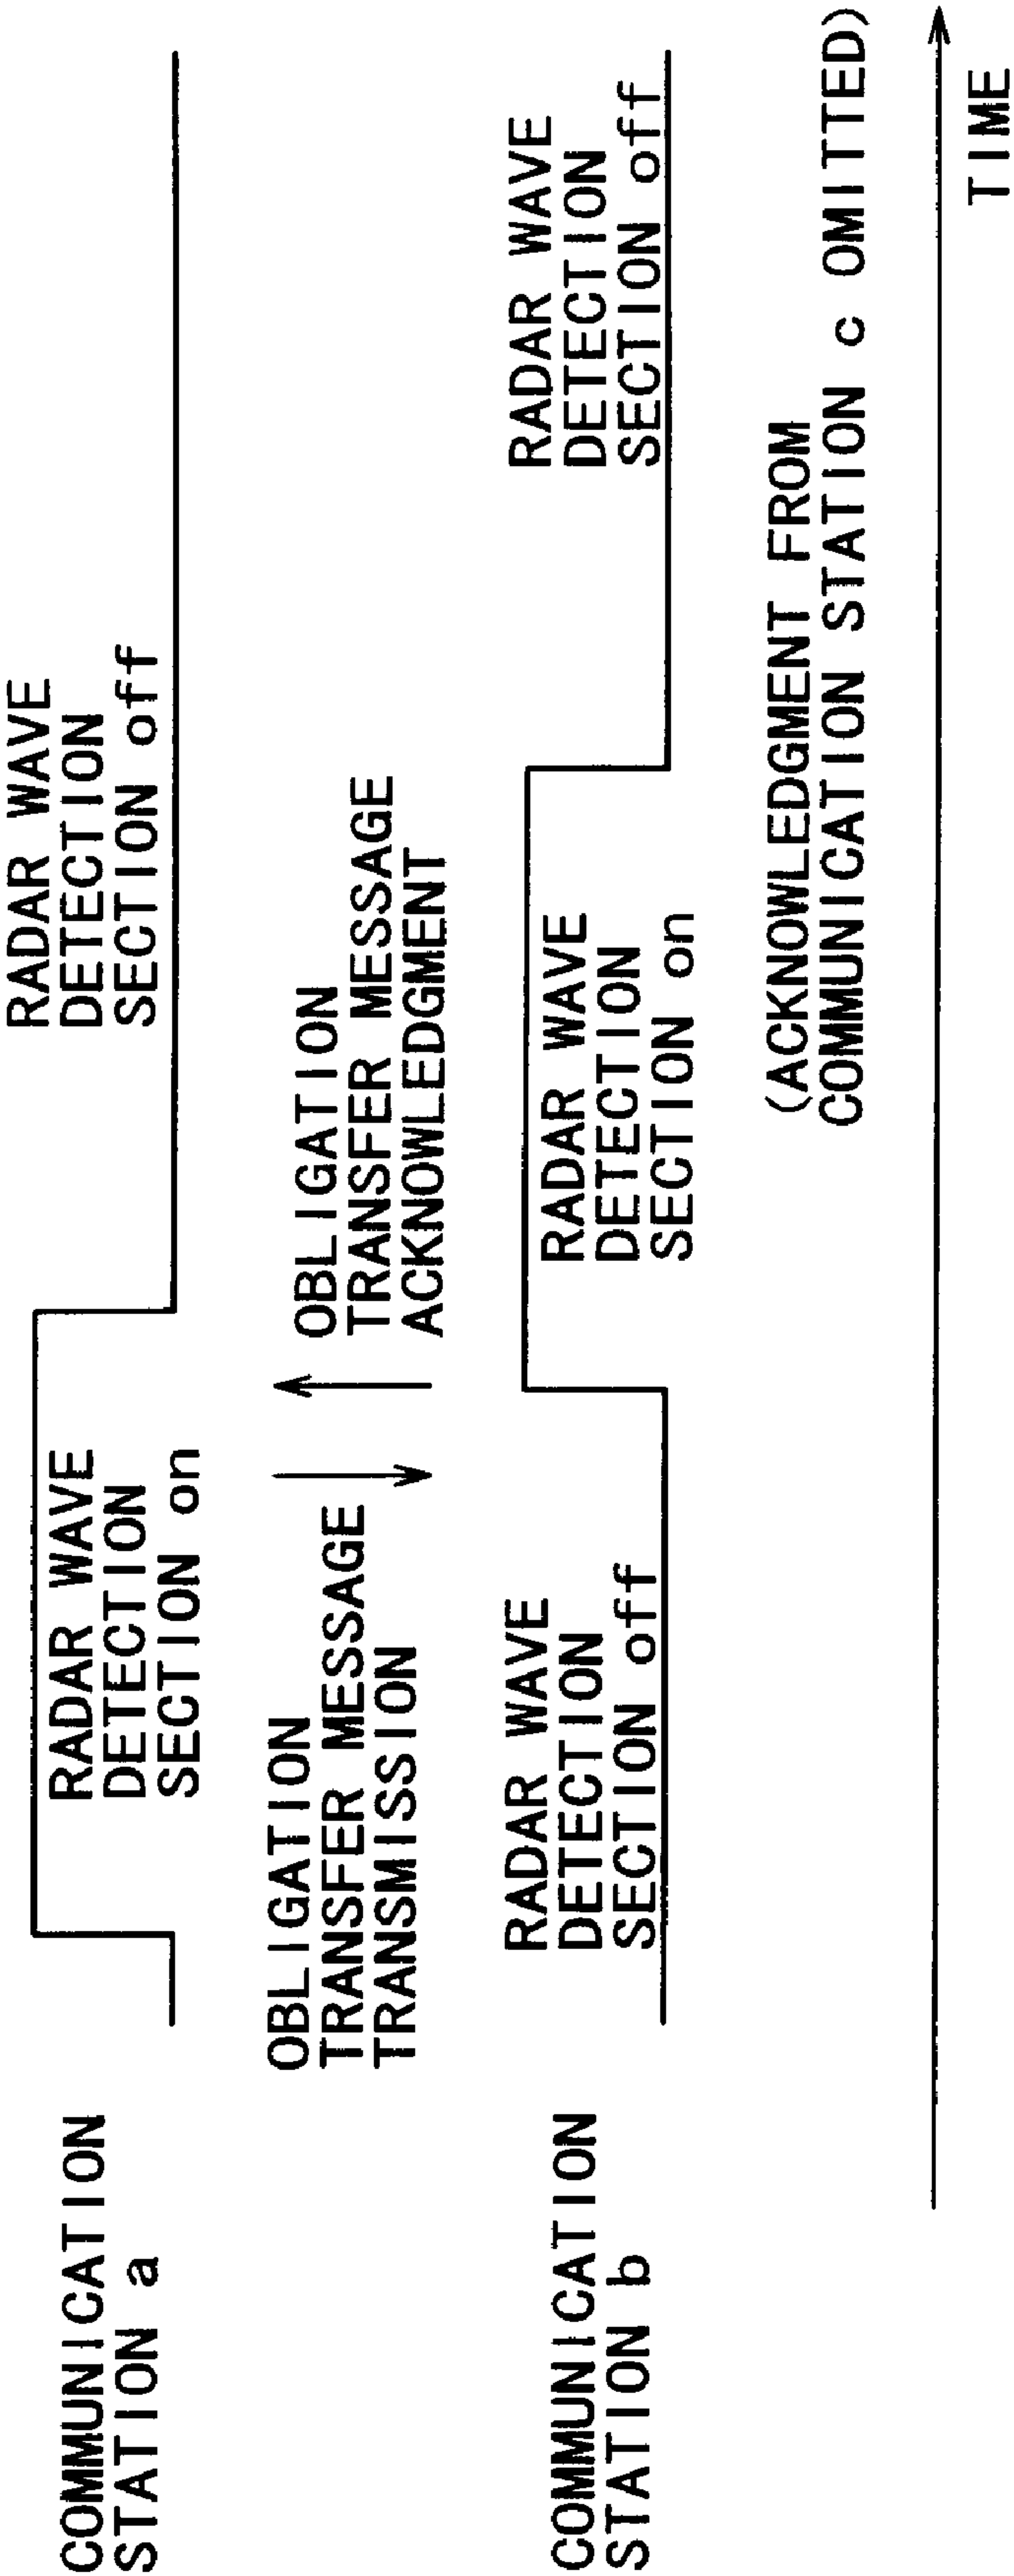 COMMUNICATION
STATION a
RADAR WAVE
DETECTION
SECTION on
RADAR WAVE
DETECTION
SECTION off
OBLIGATION
TRANSFER MESSAGE
TRANSMISSION
OBLIGATION
TRANSFER MESSAGE
ACKNOWLEDGMENT
COMMUNICATION
STATION b
RADAR WAVE
DETECTION
SECTION off
RADAR WAVE
DETECTION
SECTION on
RADAR WAVE
DETECTION
SECTION off
(ACKNOWLEDGMENT FROM
COMMUNICATION STATION c OMITTED)
TIME